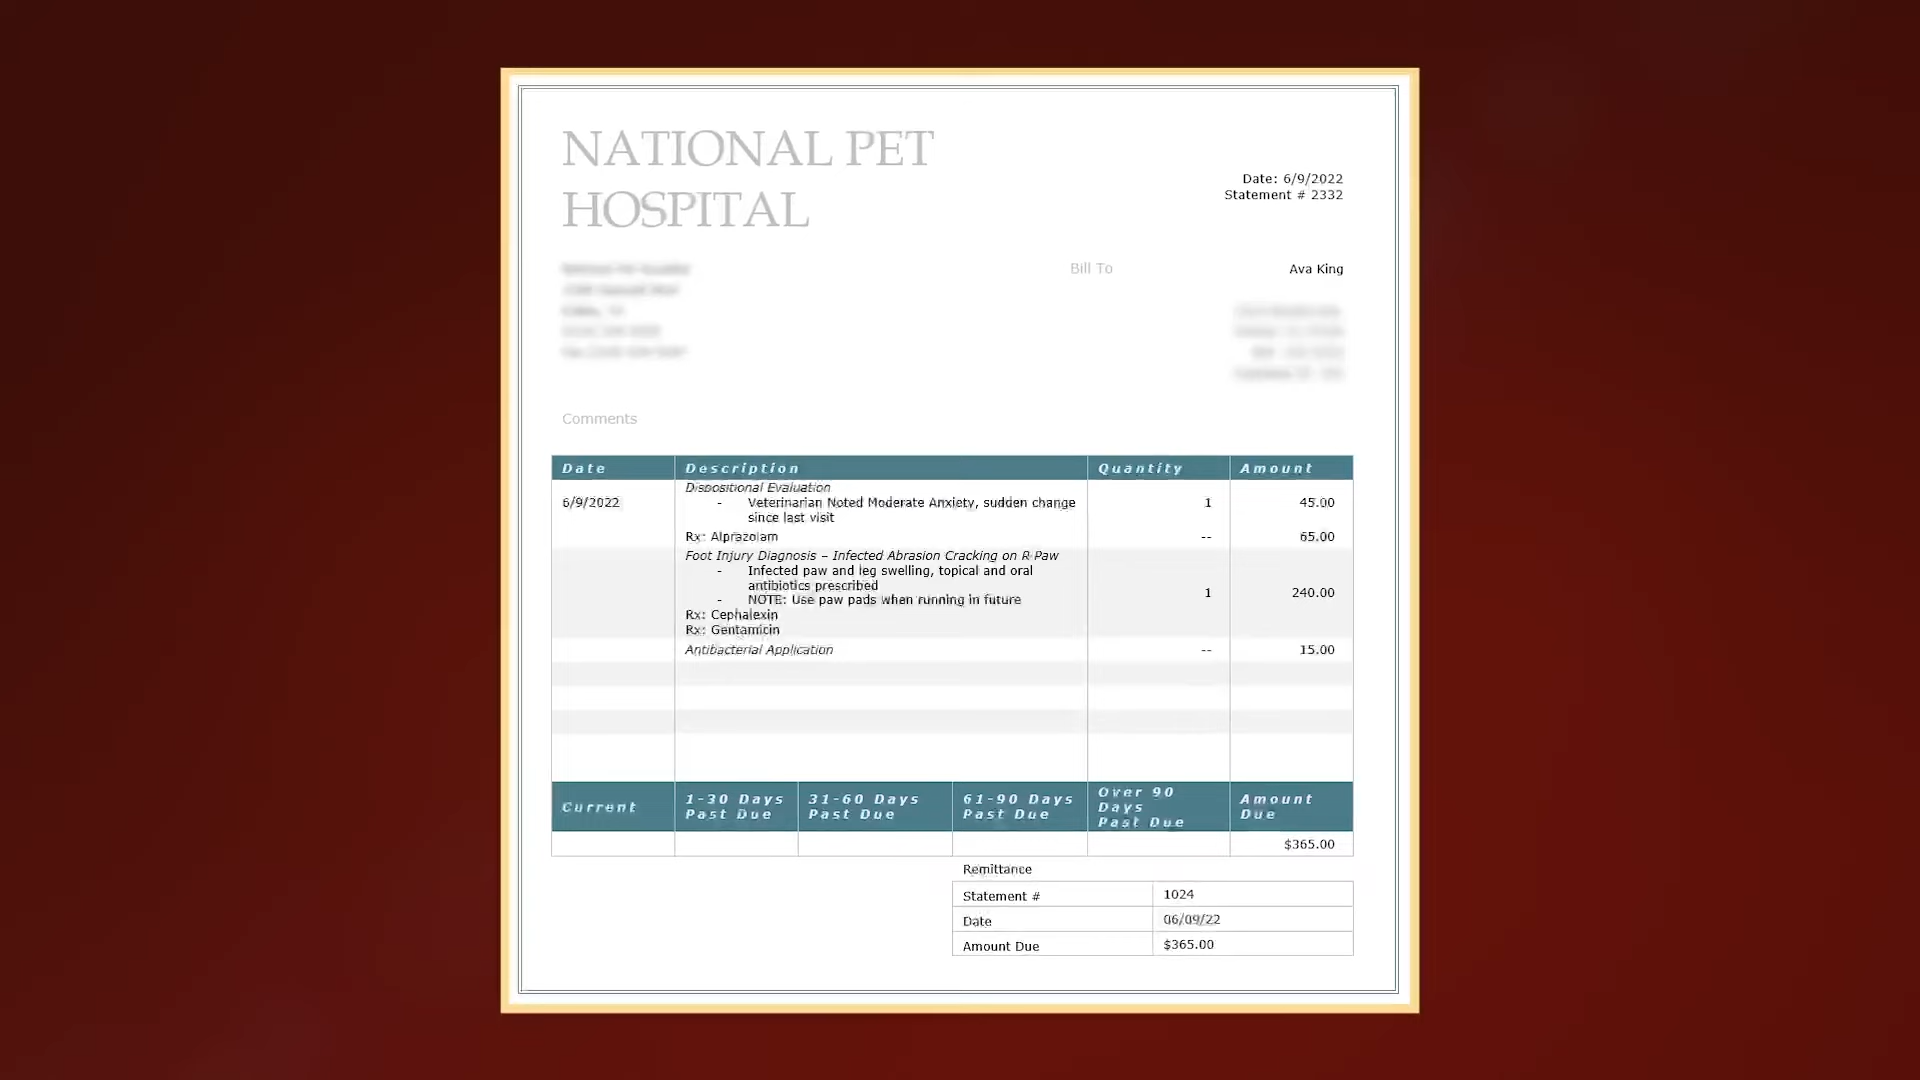 NATIONAL PET
HOSPITAL
Date: 6/9/2022
Statement # 2332
Bill To
Ava King
Comments
Date Description Quantity Amount
Dispositional Evaluation
6/9/2022 - Veterinarian Noted Moderate Anxiety, sudden change 1 45.00
since last visit
Rx: Alprazolam -- 65.00
Foot Injury Diagnosis – Infected Abrasion Cracking on R Paw
- Infected paw and leg swelling, topical and oral
antibiotics prescribed
1 240.00
- NOTE: Use paw pads when running in future
Rx: Cephalexin
Rx: Gentamicin
Antibacterial Application -- 15.00
Current 1-30 Days Past Due 31-60 Days Past Due 61-90 Days Past Due Over 90 Days Past Due Amount Due
$365.00
Remittance
Statement # 1024
Date 06/09/22
Amount Due $365.00